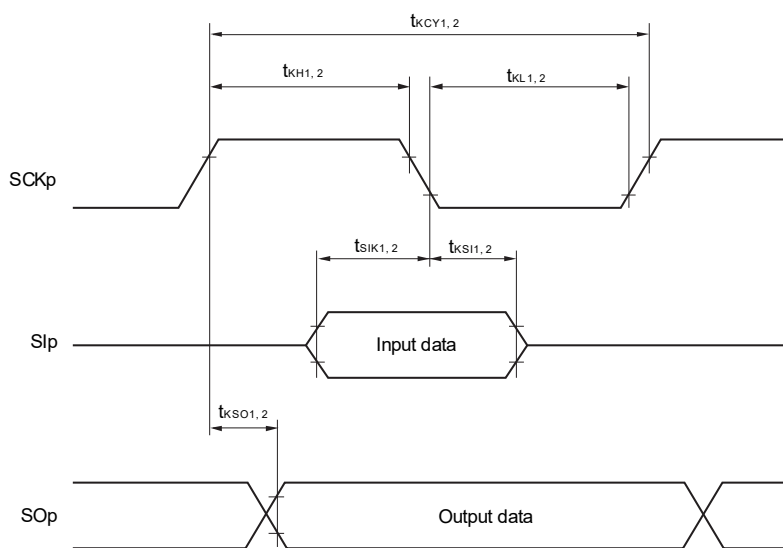 tKCY1, 2
tKH1, 2
tKL1, 2
SCKp
tSIK1, 2
tKSI1, 2
SIp
Input data
tKSO1, 2
SOp
Output data